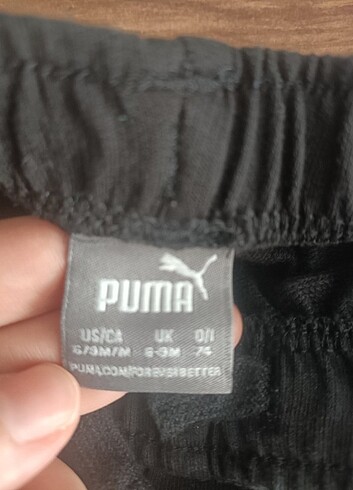 PUMA
US/CA UK D/I
6/9M/M 6-9M 74
PUMA.COM/FOREVERBETTER